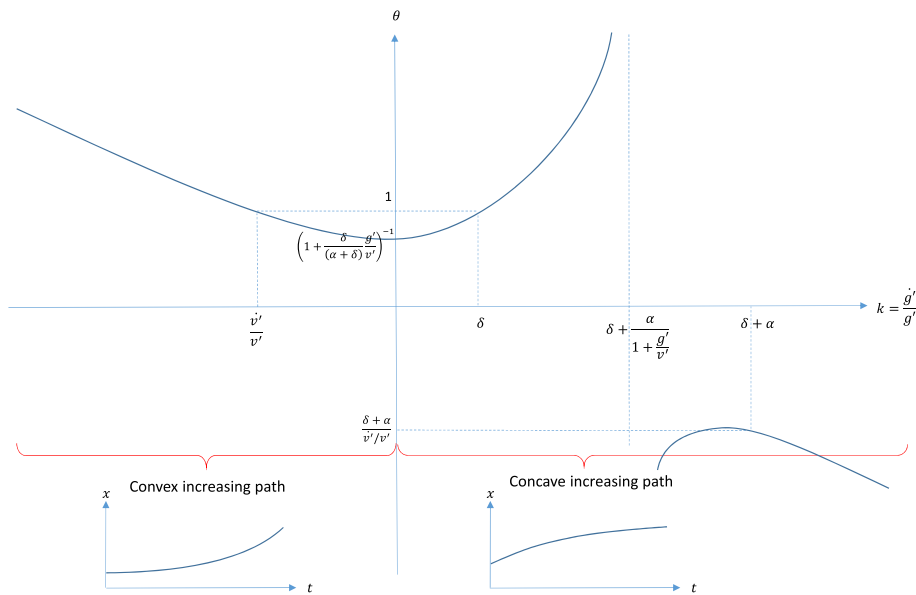 θ
1
(1 + δ/(α + δ) g′/v′)⁻¹
k = ġ′/g′
v̇′/v′
δ
δ + α/(1 + g′/v′)
δ + α
(δ + α)/(v̇′/v′)
Convex increasing path
Concave increasing path
x
t
x
t